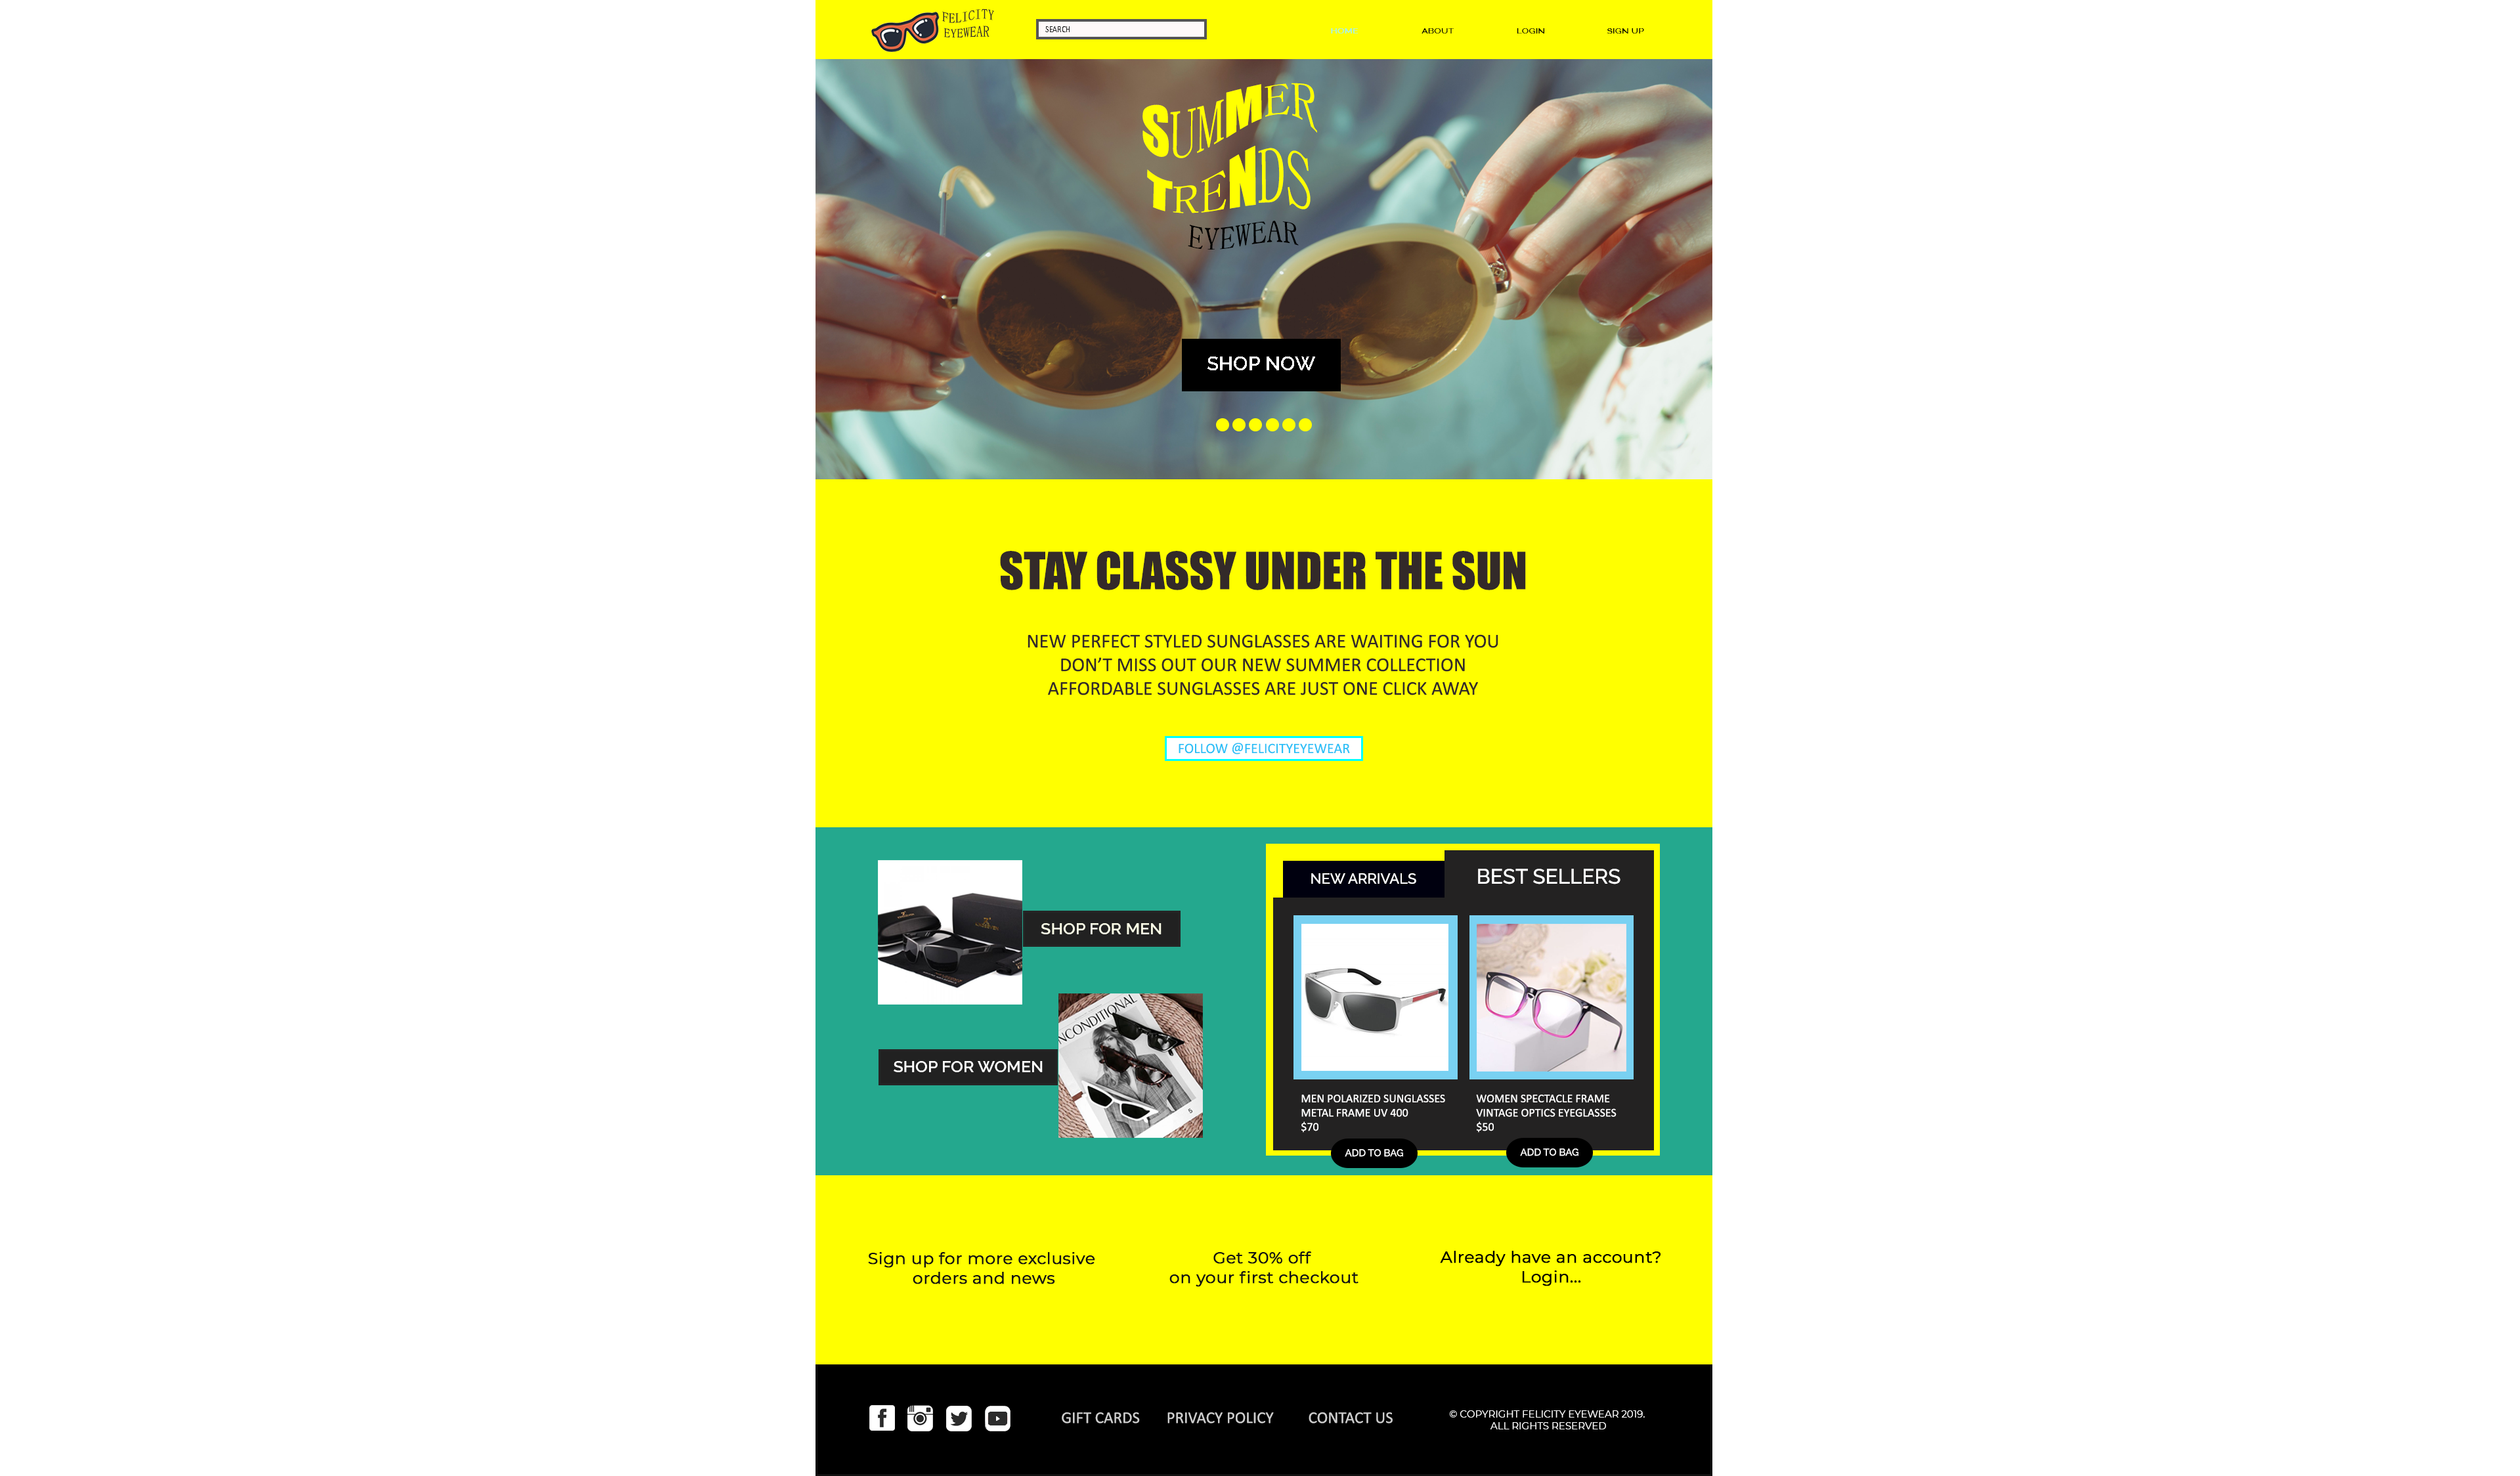 FELICITY
EYEWEAR
SEARCH
HOME
ABOUT
LOGIN
SIGN UP
SUMMER
TRENDS
EYEWEAR
SHOP NOW
STAY CLASSY UNDER THE SUN
NEW PERFECT STYLED SUNGLASSES ARE WAITING FOR YOU
DON’T MISS OUT OUR NEW SUMMER COLLECTION
AFFORDABLE SUNGLASSES ARE JUST ONE CLICK AWAY
FOLLOW @FELICITYEYEWEAR
SHOP FOR MEN
NCONDITIONAL
5
SHOP FOR WOMEN
NEW ARRIVALS
BEST SELLERS
MEN POLARIZED SUNGLASSES
METAL FRAME UV 400
$70
ADD TO BAG
WOMEN SPECTACLE FRAME
VINTAGE OPTICS EYEGLASSES
$50
ADD TO BAG
Sign up for more exclusive
orders and news
Get 30% off
on your first checkout
Already have an account?
Login...
GIFT CARDS
PRIVACY POLICY
CONTACT US
© COPYRIGHT FELICITY EYEWEAR 2019.
ALL RIGHTS RESERVED